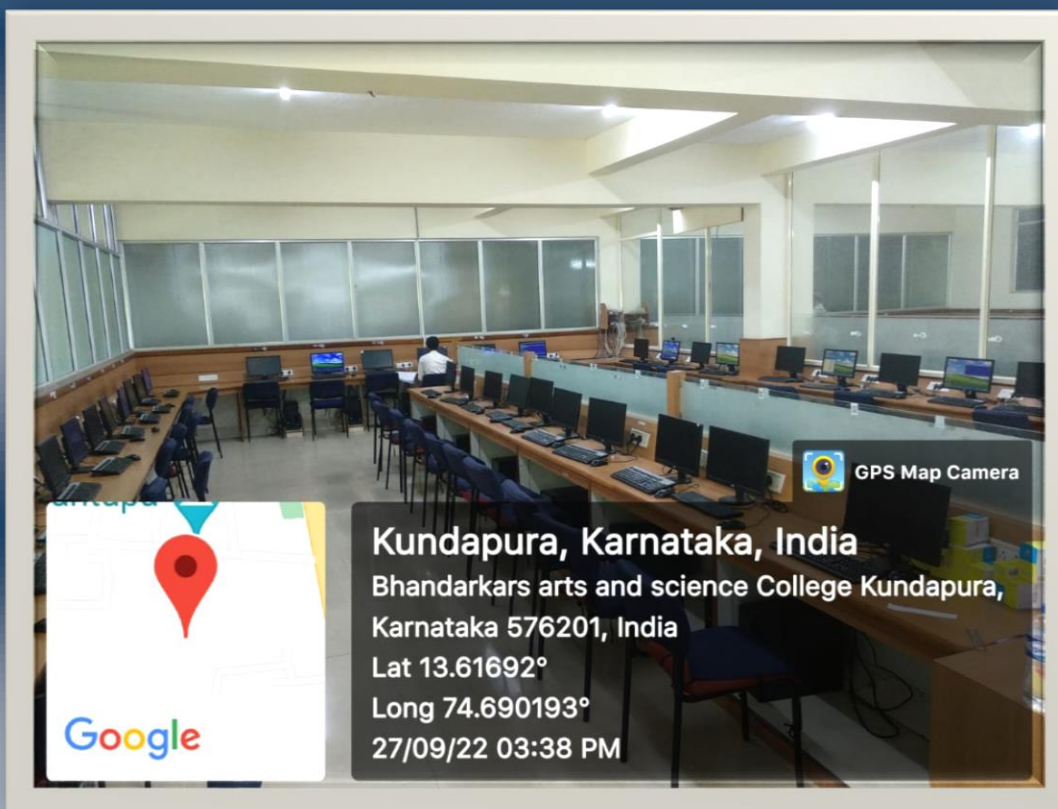 GPS Map Camera
Kundapura, Karnataka, India
Bhandarkars arts and science College Kundapura,
Karnataka 576201, India
Lat 13.61692°
Long 74.690193°
27/09/22 03:38 PM
Google